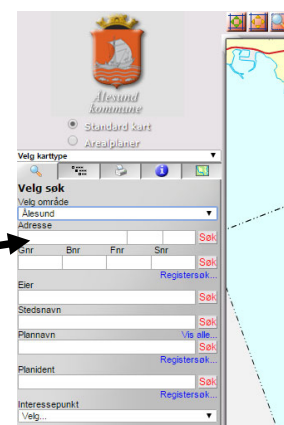 Ålesund
kommune
Standard kart
Arealplaner
Velg karttype
Velg søk
Velg område
Ålesund
Adresse
Søk
Gnr Bnr Fnr Snr
Søk
Registersøk...
Eier
Søk
Stedsnavn
Søk
Plannavn Vis alle...
Søk
Registersøk...
Planident
Søk
Registersøk...
Interessepunkt
Velg...